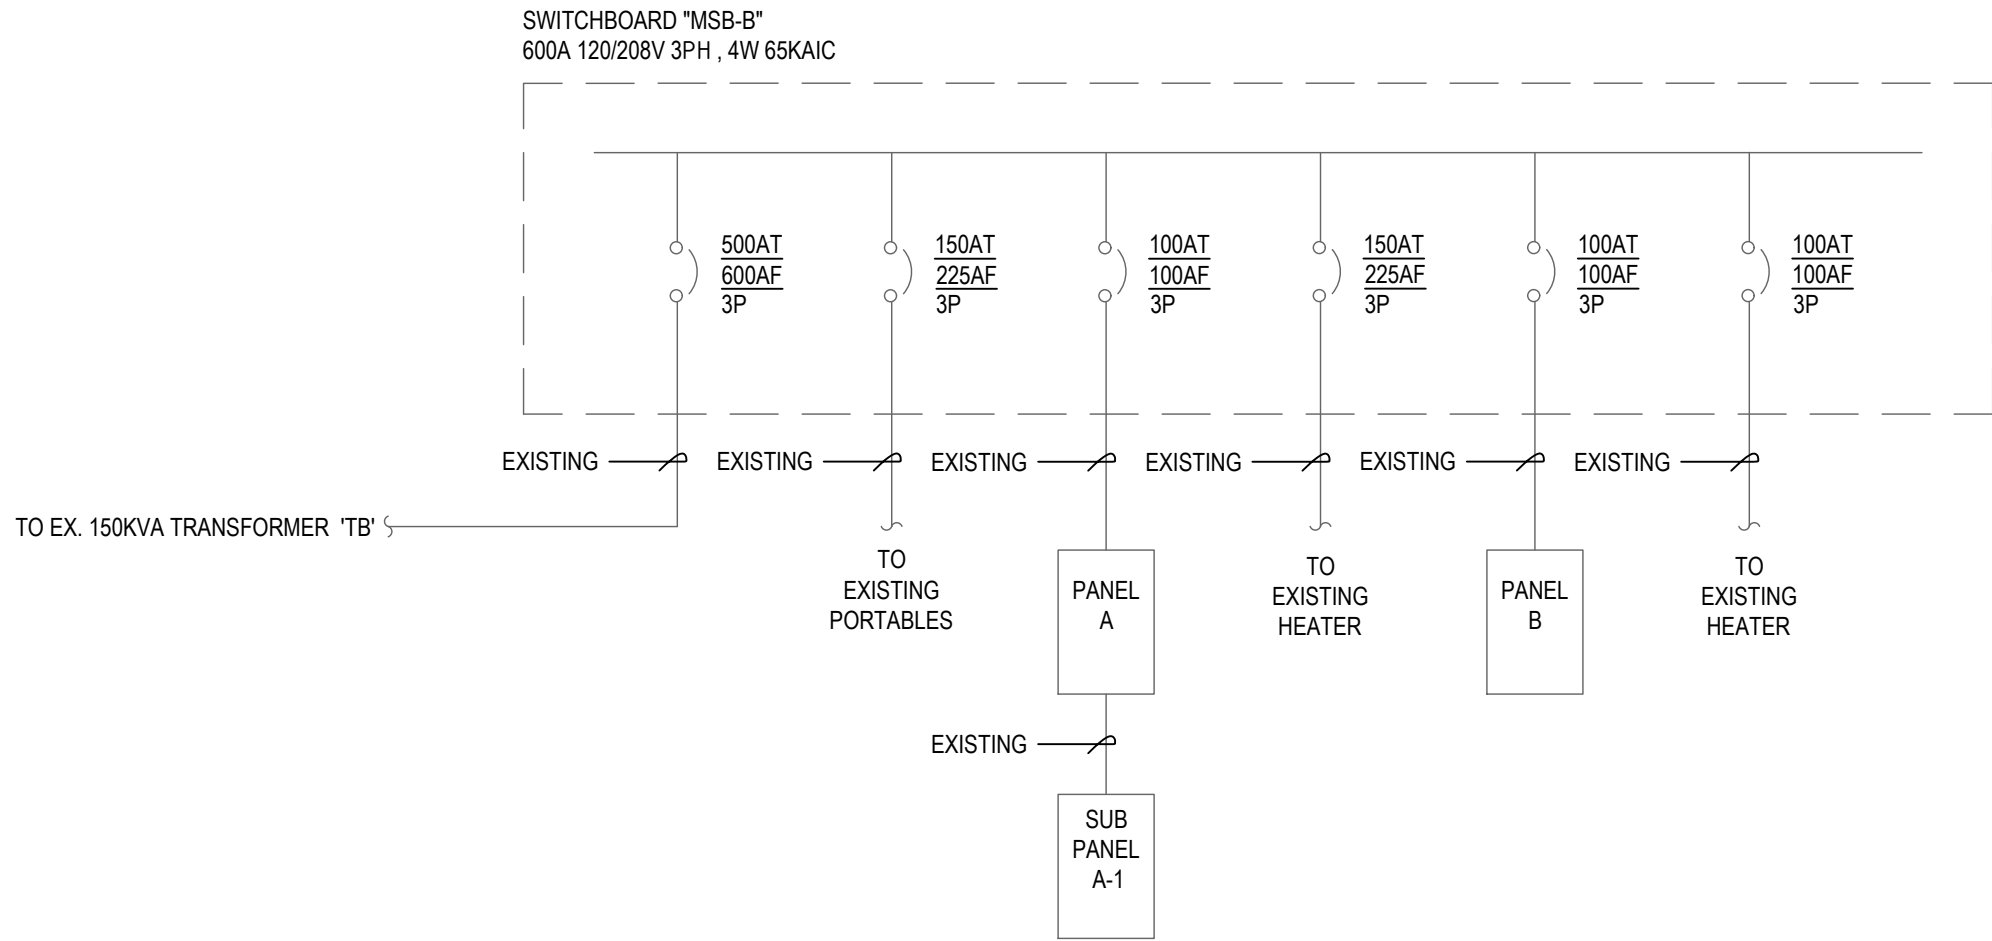 SWITCHBOARD "MSB-B"
600A 120/208V 3PH , 4W 65KAIC
500AT
600AF
3P
150AT
225AF
3P
100AT
100AF
3P
150AT
225AF
3P
100AT
100AF
3P
100AT
100AF
3P
EXISTING
EXISTING
EXISTING
EXISTING
EXISTING
EXISTING
TO EX. 150KVA TRANSFORMER 'TB'
TO
EXISTING
PORTABLES
PANEL
A
TO
EXISTING
HEATER
PANEL
B
TO
EXISTING
HEATER
EXISTING
SUB
PANEL
A-1